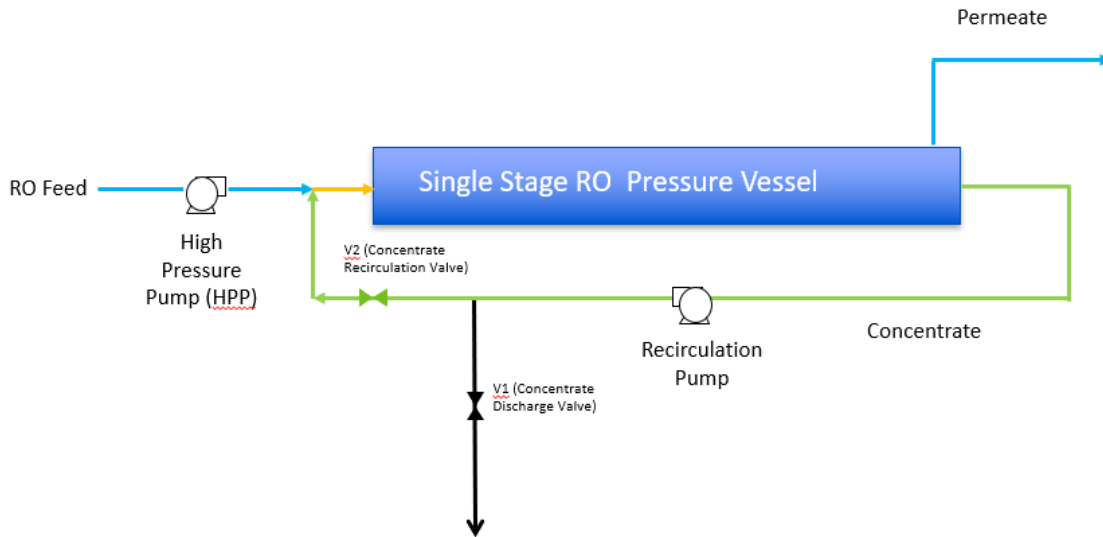 Permeate
RO Feed
Single Stage RO Pressure Vessel
High
Pressure
Pump (HPP)
V2 (Concentrate
Recirculation Valve)
Recirculation
Pump
Concentrate
V1 (Concentrate
Discharge Valve)